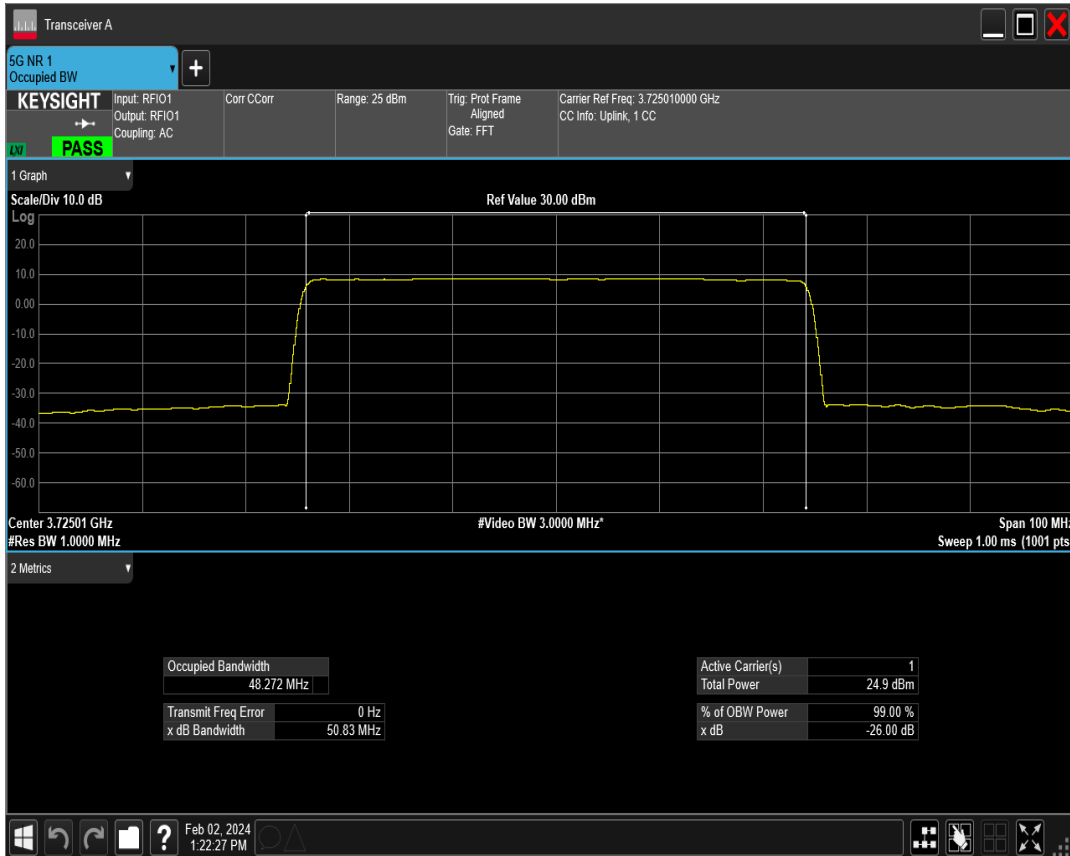 Transceiver A
5G NR 1
Occupied BW
+
KEYSIGHT
LXI
PASS
Input: RFIO1
Output: RFIO1
Coupling: AC
Corr CCorr
Range: 25 dBm
Trig: Prot Frame
Aligned
Gate: FFT
Carrier Ref Freq: 3.725010000 GHz
CC Info: Uplink, 1 CC
1 Graph
Scale/Div 10.0 dB
Ref Value 30.00 dBm
Log
20.0
10.0
0.00
-10.0
-20.0
-30.0
-40.0
-50.0
-60.0
Center 3.72501 GHz
#Video BW 3.0000 MHz*
Span 100 MHz
#Res BW 1.0000 MHz
Sweep 1.00 ms (1001 pts
2 Metrics
Occupied Bandwidth
48.272 MHz
Transmit Freq Error 0 Hz
x dB Bandwidth 50.83 MHz
Active Carrier(s) 1
Total Power 24.9 dBm
% of OBW Power 99.00 %
x dB -26.00 dB
?
Feb 02, 2024
1:22:27 PM